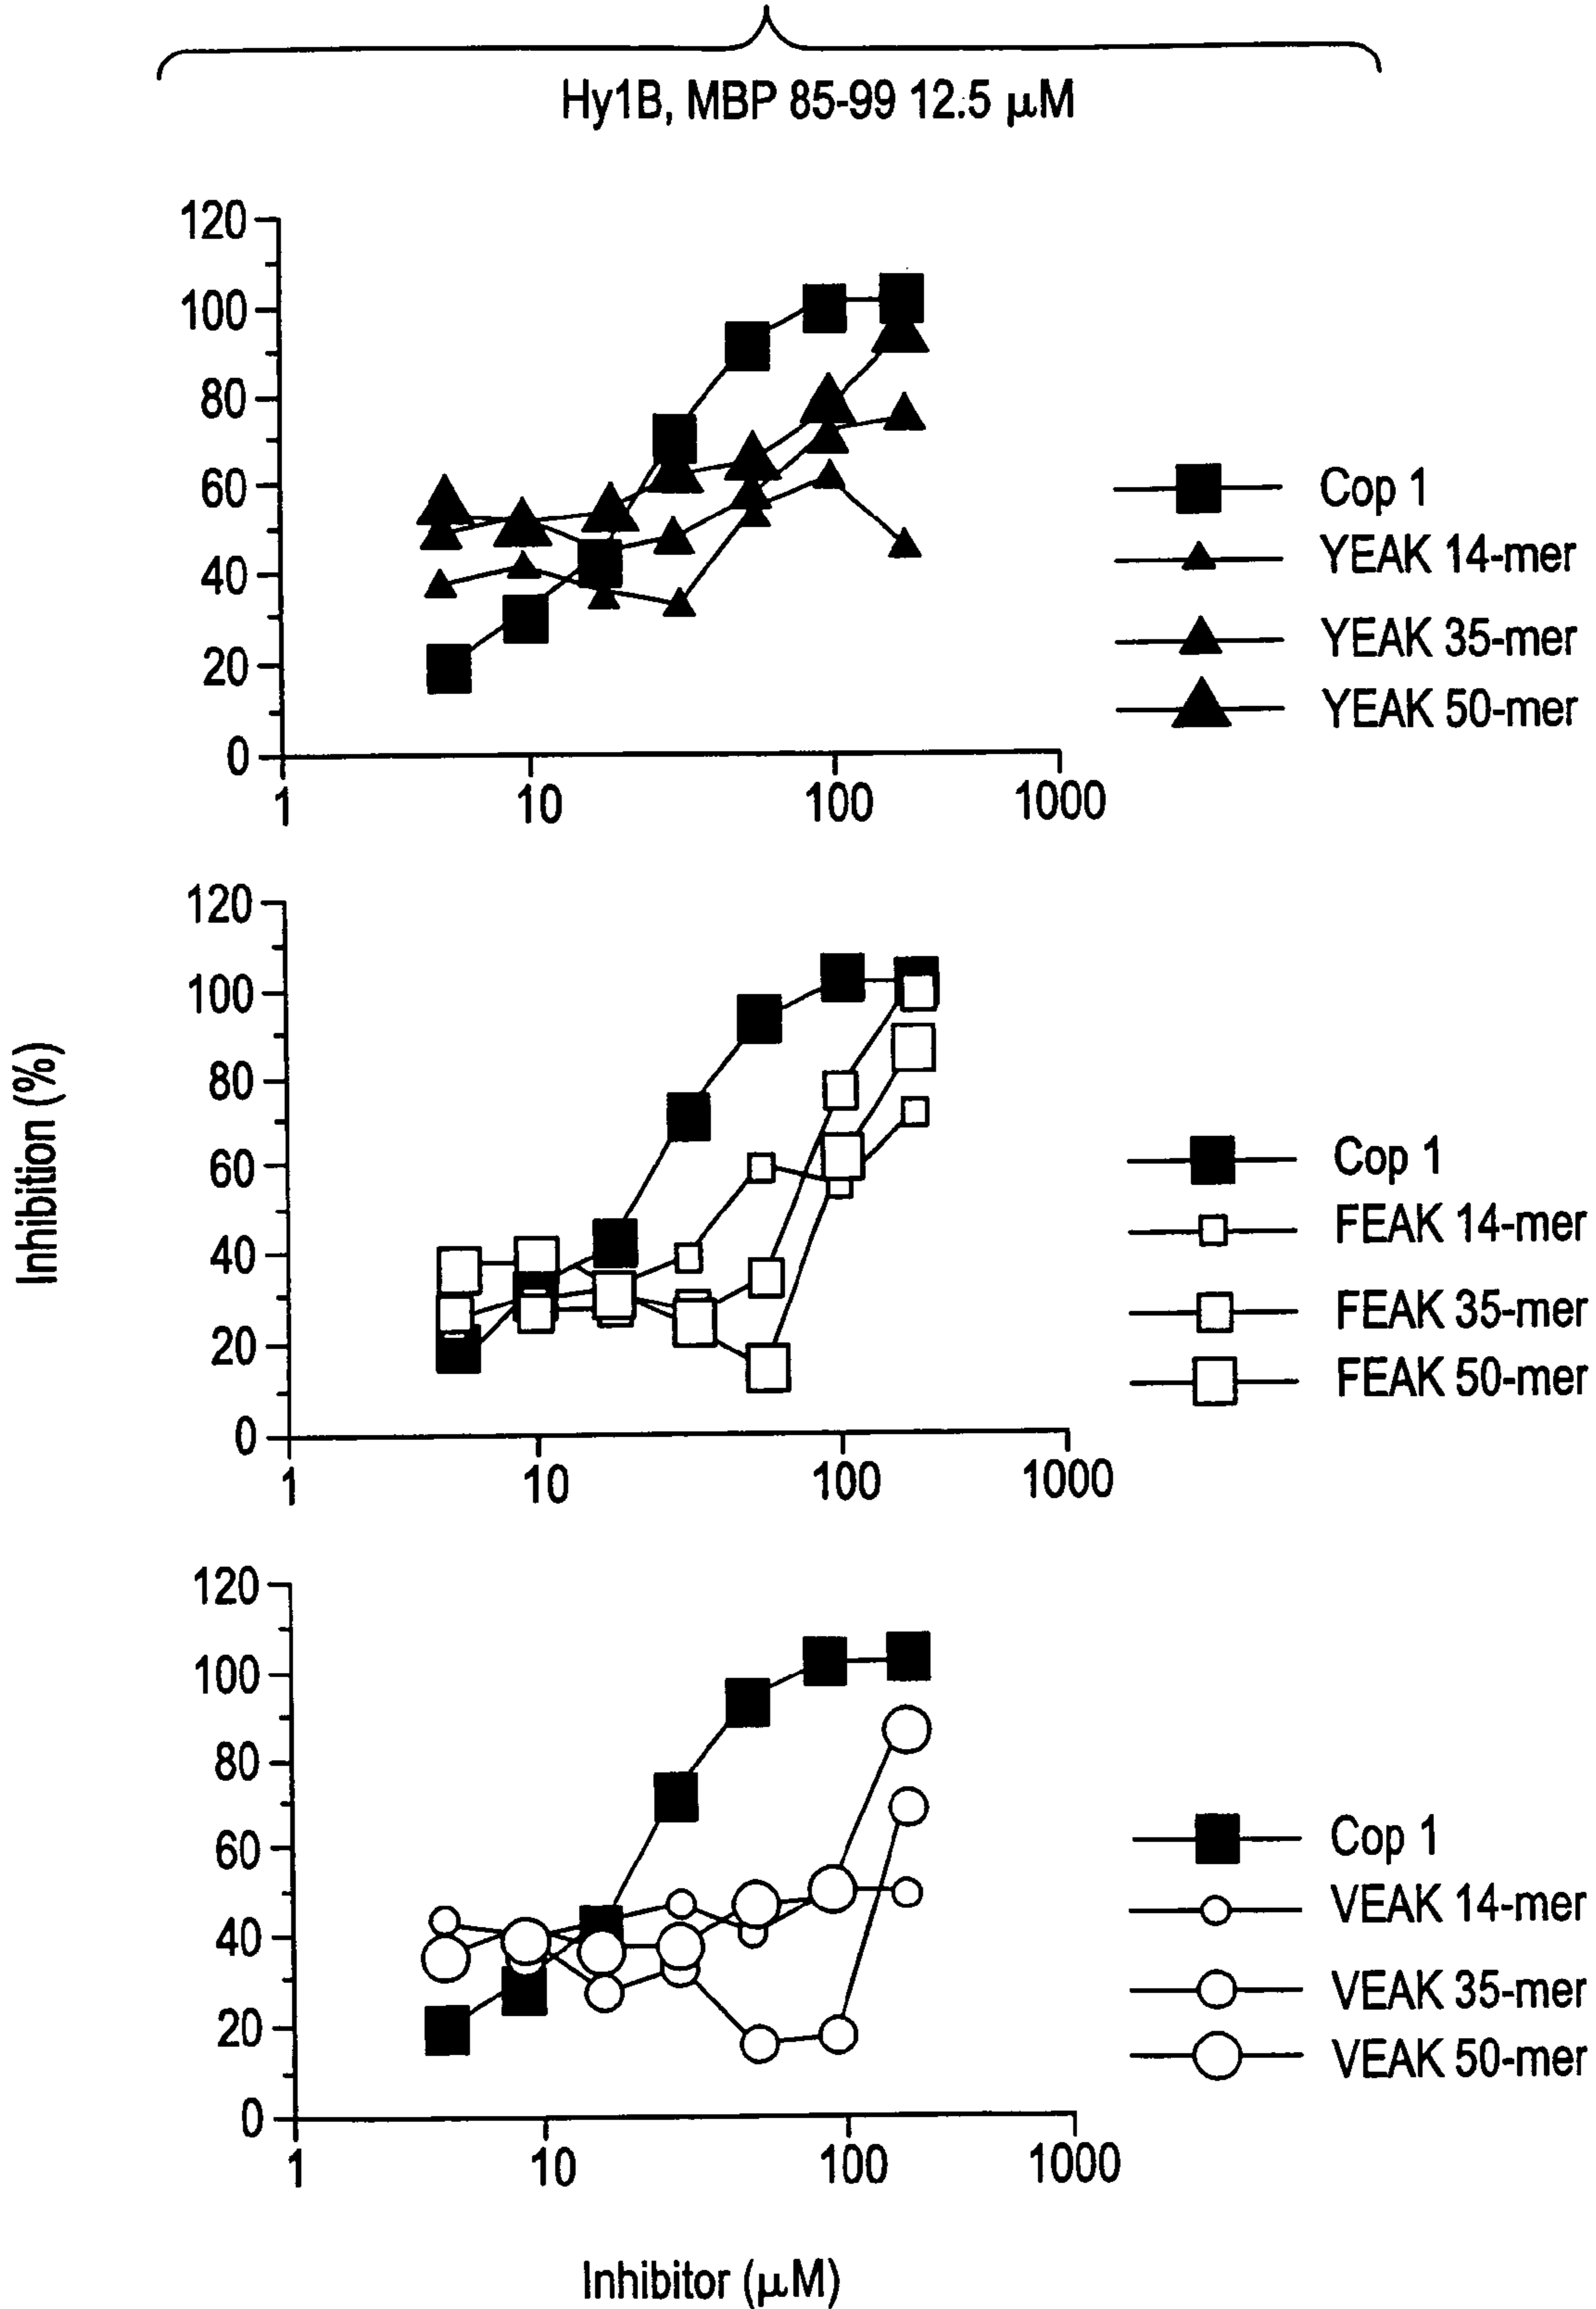 Hy1B, MBP 85-99 12.5 μM
120
100
80
60
40
20
0
1
10
100
1000
Cop 1
YEAK 14-mer
YEAK 35-mer
YEAK 50-mer
Inhibition (%)
120
100
80
60
40
20
0
1
10
100
1000
Cop 1
FEAK 14-mer
FEAK 35-mer
FEAK 50-mer
120
100
80
60
40
20
0
1
10
100
1000
Cop 1
VEAK 14-mer
VEAK 35-mer
VEAK 50-mer
Inhibitor (μM)